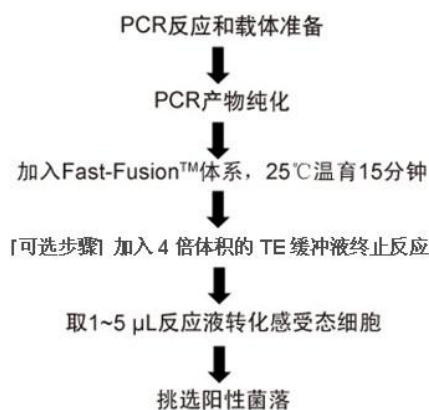 PCR反应和载体准备
PCR产物纯化
加入Fast-Fusion™体系，25℃温育15分钟
「可选步骤」加入 4 倍体积的 TE 缓冲液终止反应
取1~5 μL反应液转化感受态细胞
挑选阳性菌落